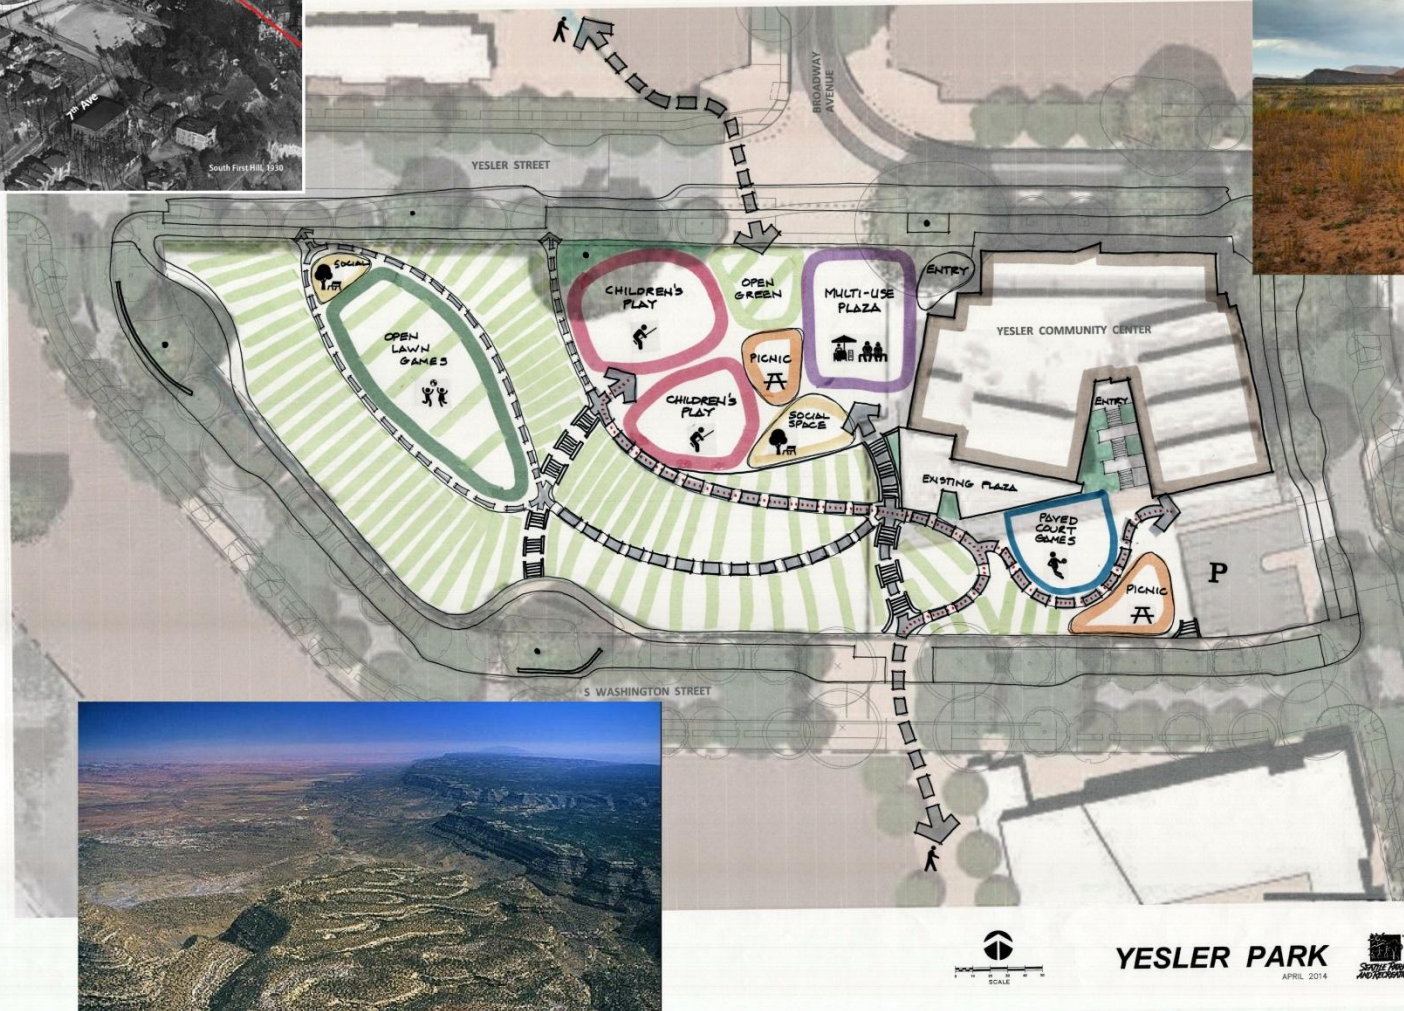 7th Ave
South First Hill, 1930
BROADWAY
AVENUE
YESLER STREET
SOCIAL
OPEN
LAWN
GAMES
CHILDREN'S
PLAY
OPEN
GREEN
MULTI-USE
PLAZA
ENTRY
YESLER COMMUNITY CENTER
PICNIC
CHILDREN'S
PLAY
SOCIAL
SPACE
ENTRY
EXISTING PLAZA
PAVED
COURT
GAMES
P
PICNIC
S WASHINGTON STREET
SCALE
YESLER PARK
APRIL 2014